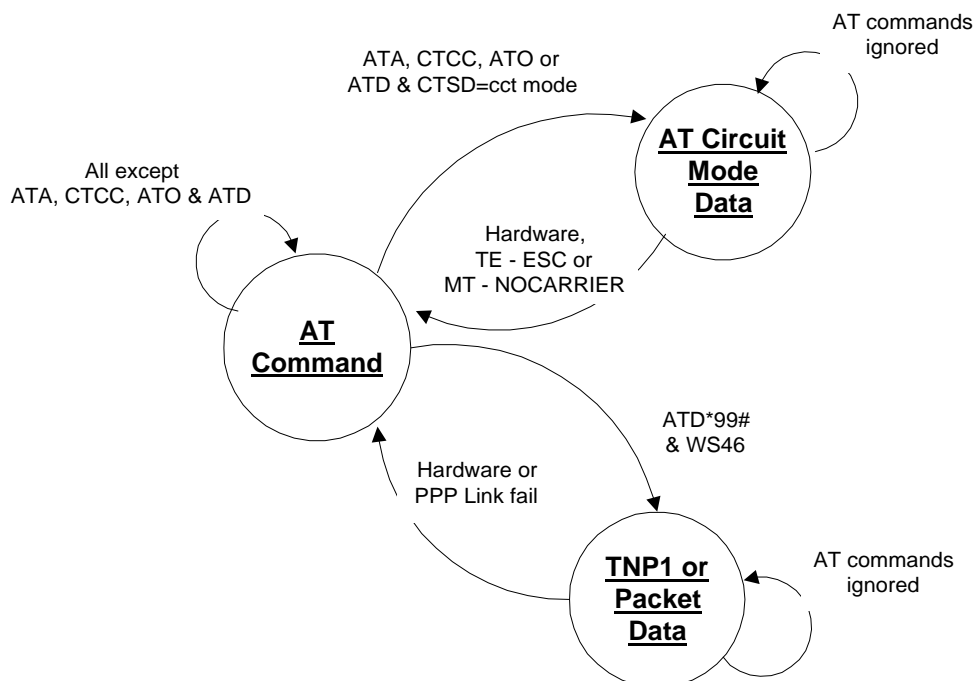 AT commands
ignored
ATA, CTCC, ATO or
ATD & CTSD=cct mode
AT Circuit
Mode
Data
All except
ATA, CTCC, ATO & ATD
Hardware,
TE - ESC or
MT - NOCARRIER
AT
Command
ATD*99#
& WS46
Hardware or
PPP Link fail
TNP1 or
Packet
Data
AT commands
ignored